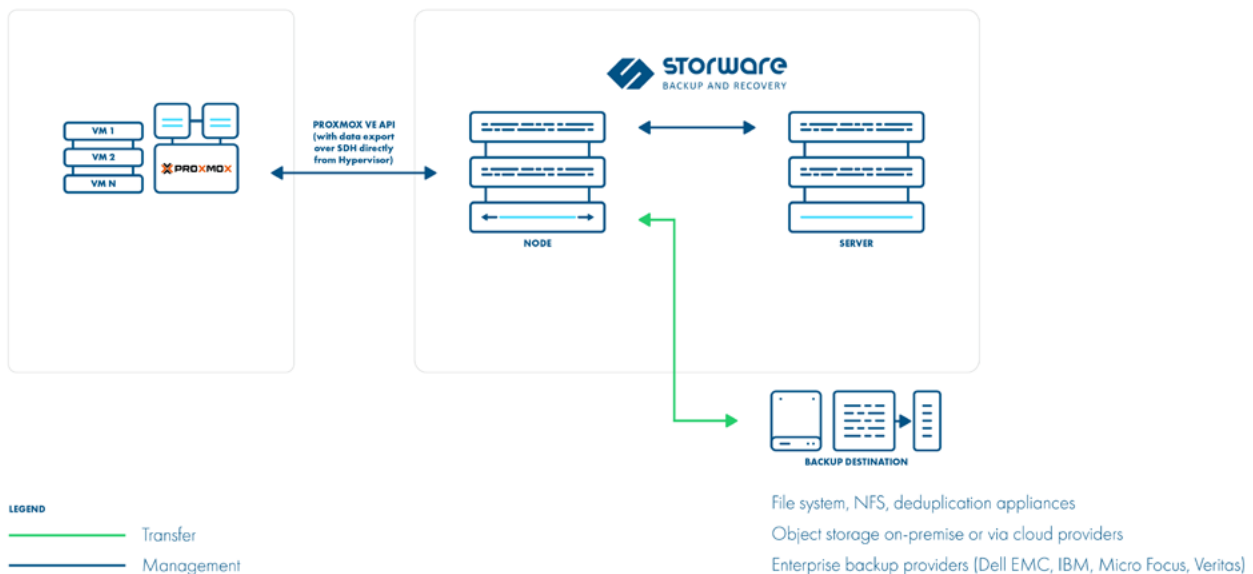 STORWARE
BACKUP AND RECOVERY
VM 1
VM 2
VM N
PROXMOX
PROXMOX VE API
(with data export
over SDH directly
from Hypervisor)
NODE
SERVER
BACKUP DESTINATION
LEGEND
Transfer
Management
File system, NFS, deduplication appliances
Object storage on-premise or via cloud providers
Enterprise backup providers (Dell EMC, IBM, Micro Focus, Veritas)